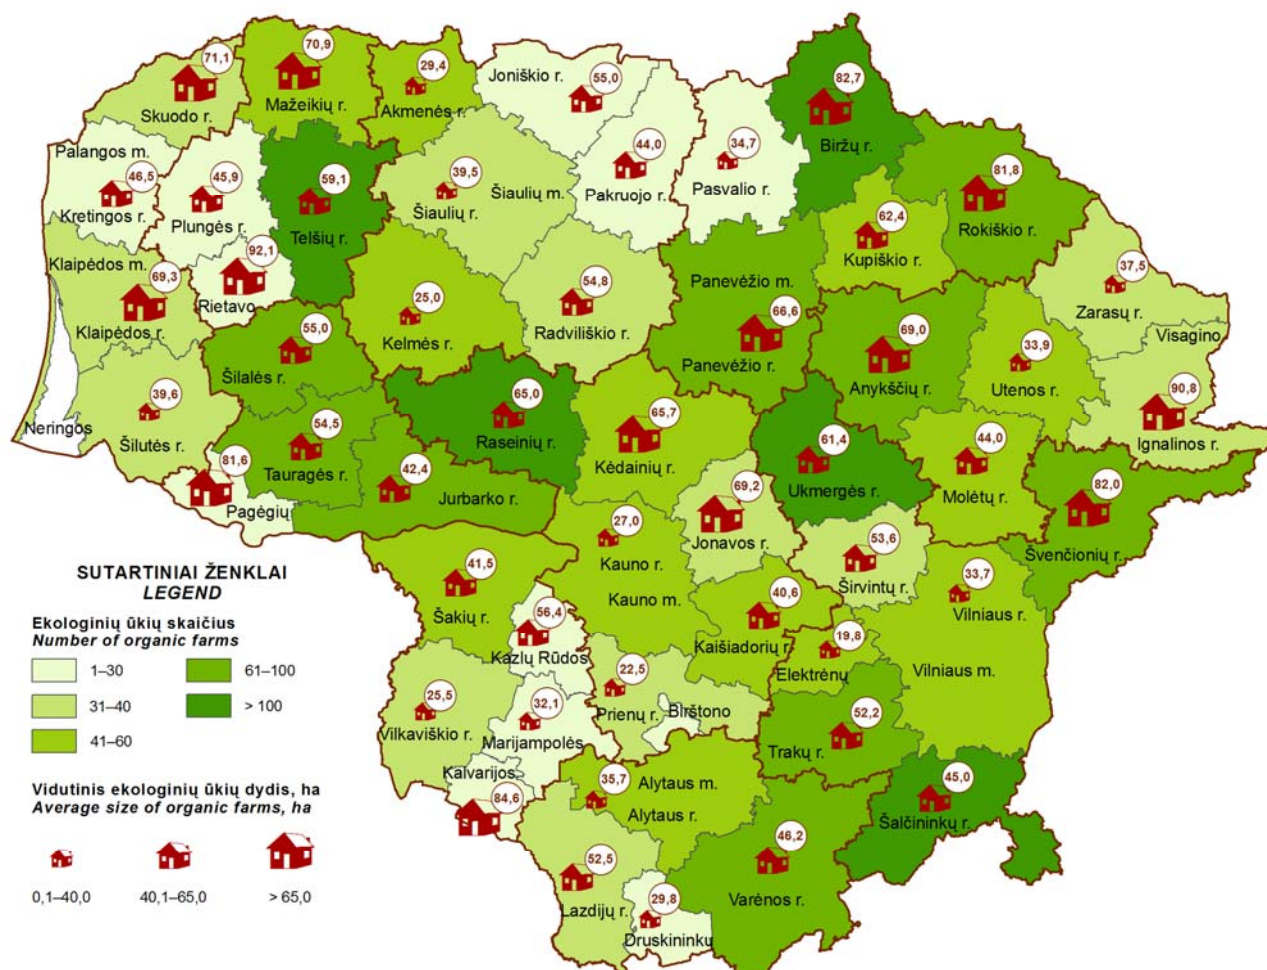 71,1
Skuodo r.
70,9
Mažeikių r.
29,4
Akmenės r.
Joniškio r.
55,0
82,7
Biržų r.
Palangos m.
46,5
Kretingos r.
45,9
Plungės r.
59,1
Telšių r.
39,5
Šiaulių m.
Šiaulių r.
44,0
Pakruojo r.
34,7
Pasvalio r.
81,8
Rokiškio r.
62,4
Kupiškio r.
92,1
Rietavo
Klaipėdos m.
69,3
Klaipėdos r.
25,0
Kelmės r.
54,8
Radviliškio r.
Panevėžio m.
66,6
Panevėžio r.
37,5
Zarasų r.
Visagino
69,0
Anykščių r.
33,9
Utenos r.
90,8
Ignalinos r.
55,0
Šilalės r.
39,6
Šilutės r.
Neringos
65,0
Raseinių r.
65,7
Kėdainių r.
61,4
Ukmergės r.
44,0
Molėtų r.
54,5
Tauragės r.
81,6
Pagėgių
42,4
Jurbarko r.
69,2
Jonavos r.
82,0
Švenčionių r.
27,0
Kauno r.
Kauno m.
53,6
Širvintų r.
33,7
Vilniaus r.
Vilniaus m.
41,5
Šakių r.
56,4
Kazlų Rūdos
40,6
Kaišiadorių r.
19,8
Elektrėnų
25,5
Vilkaviškio r.
32,1
Marijampolės
22,5
Prienų r.
Birštono
52,2
Trakų r.
Kalvarijos
84,6
35,7
Alytaus m.
Alytaus r.
45,0
Šalčininkų r.
52,5
Lazdijų r.
29,8
Druskininkų
46,2
Varėnos r.
SUTARTINIAI ŽENKLAI
LEGEND
Ekologinių ūkių skaičius
Number of organic farms
1–30
61–100
31–40
> 100
41–60
Vidutinis ekologinių ūkių dydis, ha
Average size of organic farms, ha
0,1–40,0
40,1–65,0
> 65,0